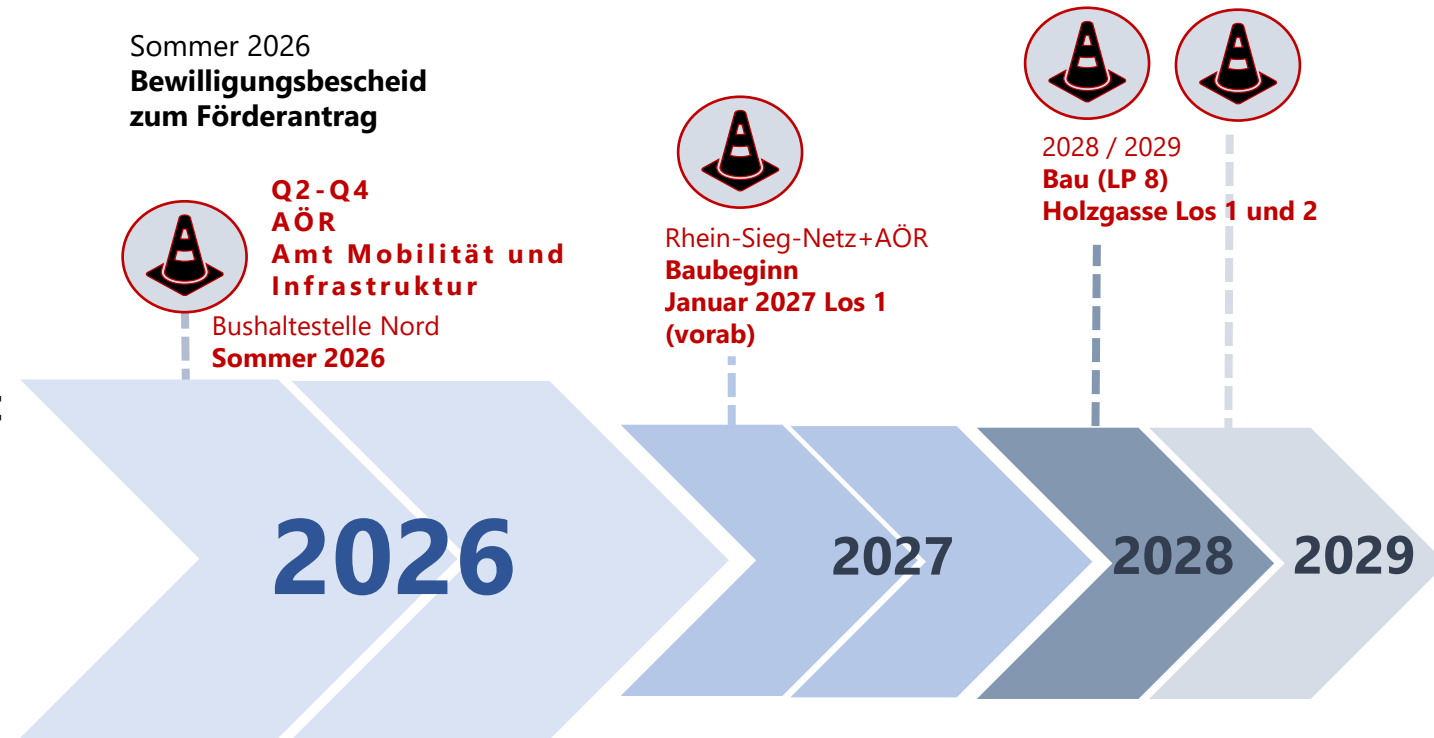 Sommer 2026
Bewilligungsbescheid
zum Förderantrag
Q2-Q4
AÖR
Amt Mobilität und
Infrastruktur
Bushaltestelle Nord
Sommer 2026
Rhein-Sieg-Netz+AÖR
Baubeginn
Januar 2027 Los 1
(vorab)
2028 / 2029
Bau (LP 8)
Holzgasse Los 1 und 2
2026
2027
2028
2029